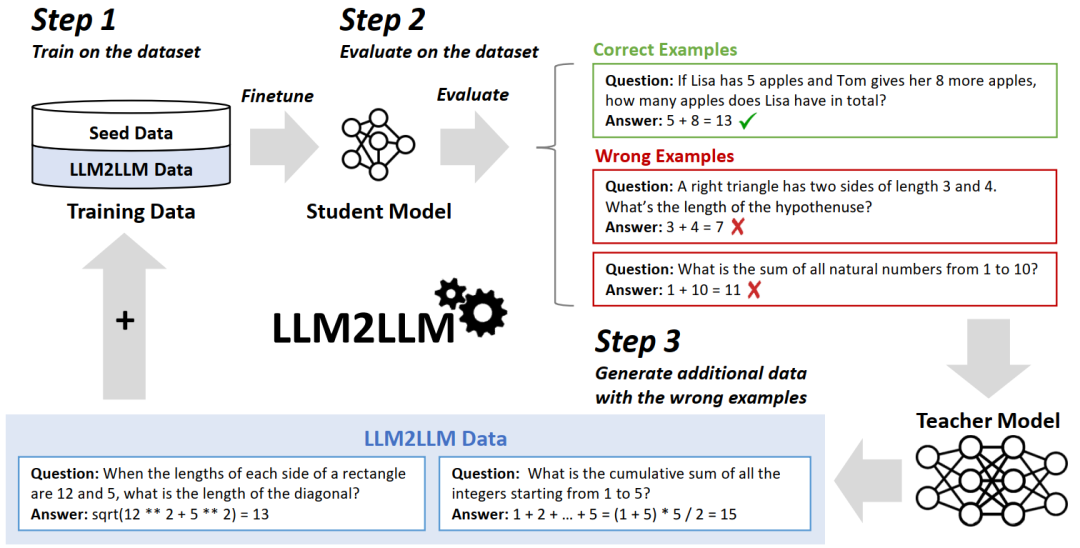 Step 1
Train on the dataset
Step 2
Evaluate on the dataset
Finetune
Evaluate
Seed Data
LLM2LLM Data
Training Data
Student Model
Correct Examples
Question: If Lisa has 5 apples and Tom gives her 8 more apples,
how many apples does Lisa have in total?
Answer: 5 + 8 = 13 ✓
Wrong Examples
Question: A right triangle has two sides of length 3 and 4.
What's the length of the hypothenuse?
Answer: 3 + 4 = 7 ✗
Question: What is the sum of all natural numbers from 1 to 10?
Answer: 1 + 10 = 11 ✗
+
LLM2LLM
Step 3
Generate additional data
with the wrong examples
Teacher Model
LLM2LLM Data
Question: When the lengths of each side of a rectangle
are 12 and 5, what is the length of the diagonal?
Answer: sqrt(12 ** 2 + 5 ** 2) = 13
Question: What is the cumulative sum of all the
integers starting from 1 to 5?
Answer: 1 + 2 + ... + 5 = (1 + 5) * 5 / 2 = 15